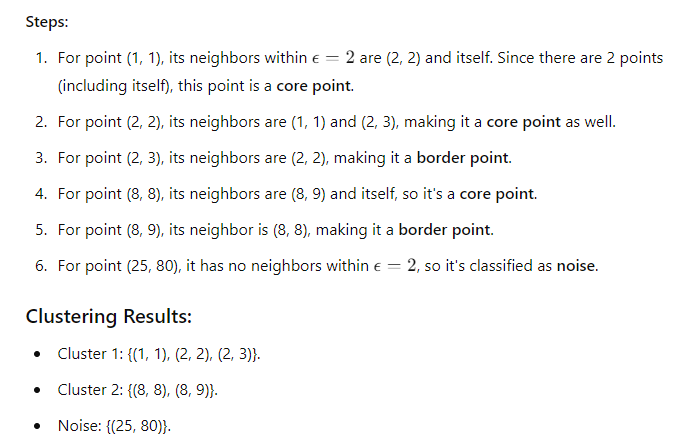 Steps:
1. For point (1, 1), its neighbors within ϵ = 2 are (2, 2) and itself. Since there are 2 points
(including itself), this point is a core point.
2. For point (2, 2), its neighbors are (1, 1) and (2, 3), making it a core point as well.
3. For point (2, 3), its neighbors are (2, 2), making it a border point.
4. For point (8, 8), its neighbors are (8, 9) and itself, so it's a core point.
5. For point (8, 9), its neighbor is (8, 8), making it a border point.
6. For point (25, 80), it has no neighbors within ϵ = 2, so it's classified as noise.
Clustering Results:
• Cluster 1: {(1, 1), (2, 2), (2, 3)}.
• Cluster 2: {(8, 8), (8, 9)}.
• Noise: {(25, 80)}.